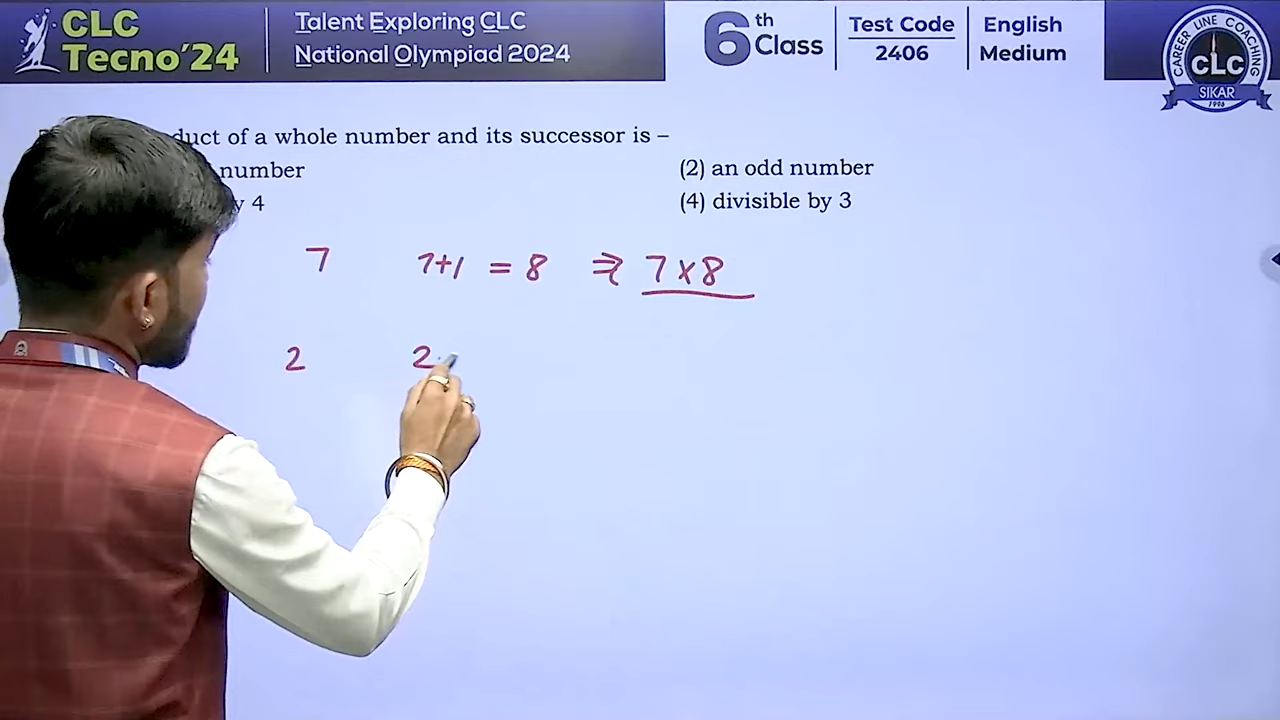 CLC
Tecno'24
Talent Exploring CLC
National Olympiad 2024
6th
Class
Test Code
2406
English
Medium
CAREER LINE COACHING
CLC
SIKAR
1996
of a whole number and its successor is –
number
(2) an odd number
4
(4) divisible by 3
7 7+1 = 8 ⇒ 7×8
2 2